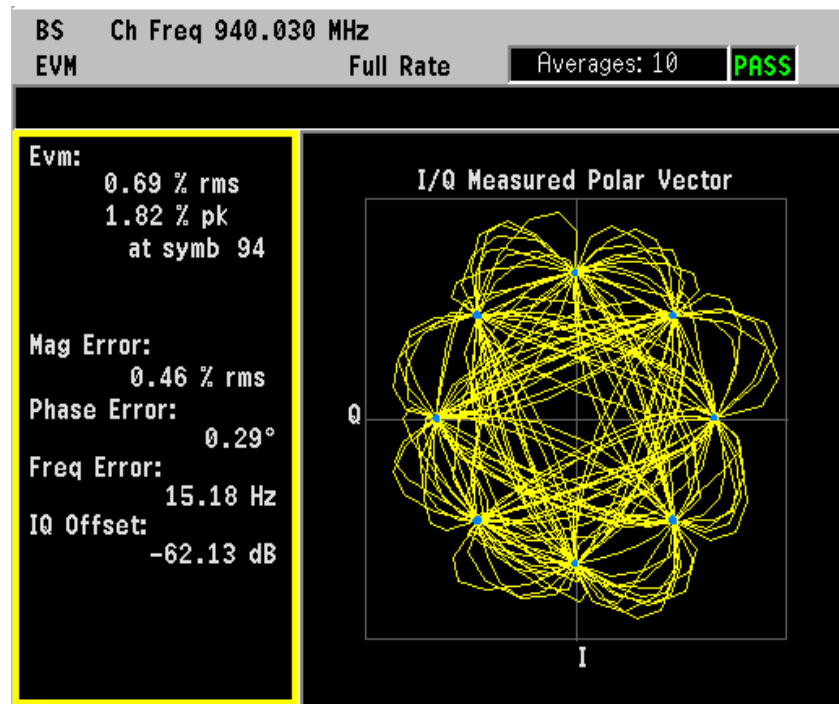 BS Ch Freq 940.030 MHz
EVM Full Rate Averages: 10 PASS
Evm:
0.69 % rms
1.82 % pk
at symb 94
Mag Error:
0.46 % rms
Phase Error:
0.29°
Freq Error:
15.18 Hz
IQ Offset:
-62.13 dB
I/Q Measured Polar Vector
Q
I